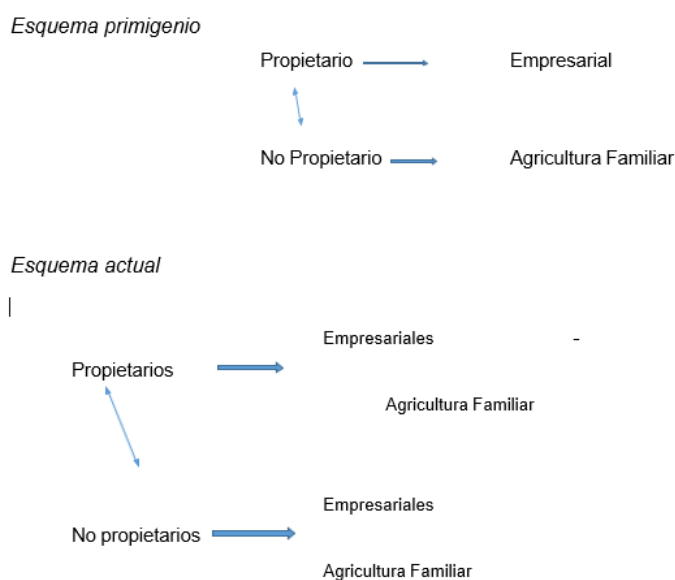 Esquema primigenio
Propietario Empresarial
No Propietario Agricultura Familiar
Esquema actual
Empresariales -
Propietarios
Agricultura Familiar
Empresariales
No propietarios
Agricultura Familiar